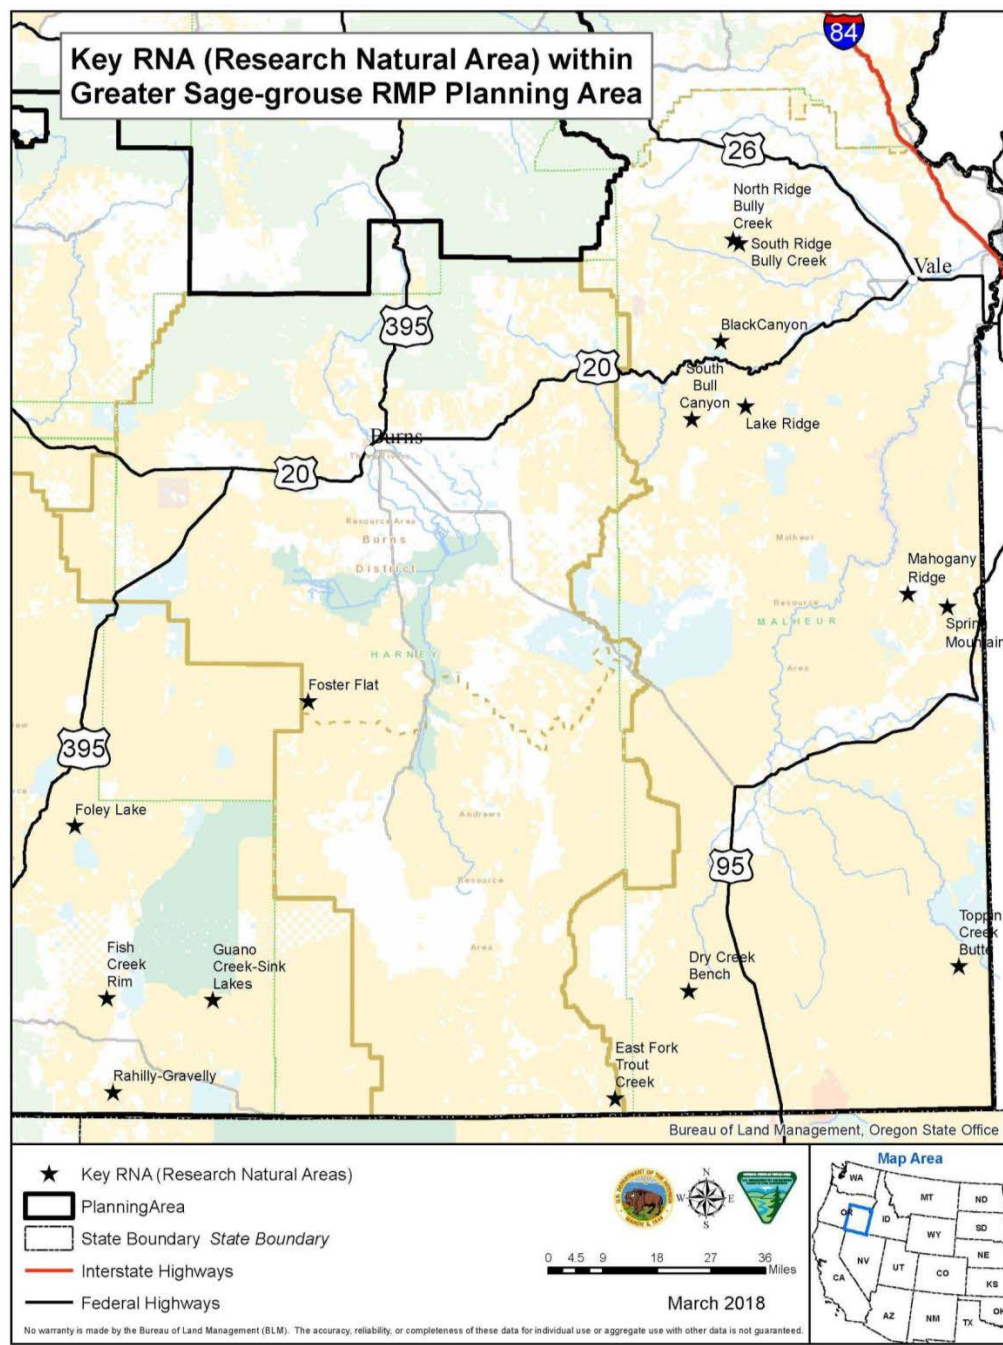 Key RNA (Research Natural Area) within
Greater Sage-grouse RMP Planning Area
84
26
North Ridge
Bully
Creek
South Ridge
Bully Creek
Vale
395
BlackCanyon
20
South
Bull
Canyon
Lake Ridge
Burns
20
Resource Area
Burns
District
Malheur
Mahogany
Ridge
Resource
MALHEUR
Spring
Mountain
Area
HARNEY
Foster Flat
395
Foley Lake
Andrews
95
Resource
Area
Fish
Creek
Rim
Guano
Creek-Sink
Lakes
Dry Creek
Bench
Toppin
Creek
Butte
East Fork
Trout
Creek
Rahilly-Gravelly
Bureau of Land Management, Oregon State Office
Key RNA (Research Natural Areas)
PlanningArea
State Boundary State Boundary
Interstate Highways
Federal Highways
N
W E
S
0 4.5 9 18 27 36
Miles
March 2018
Map Area
WA
MT
ND
OR
ID
SD
WY
NE
NV
UT
CO
CA
KS
AZ
NM
OK
TX
No warranty is made by the Bureau of Land Management (BLM). The accuracy, reliability, or completeness of these data for individual use or aggregate use with other data is not guaranteed.